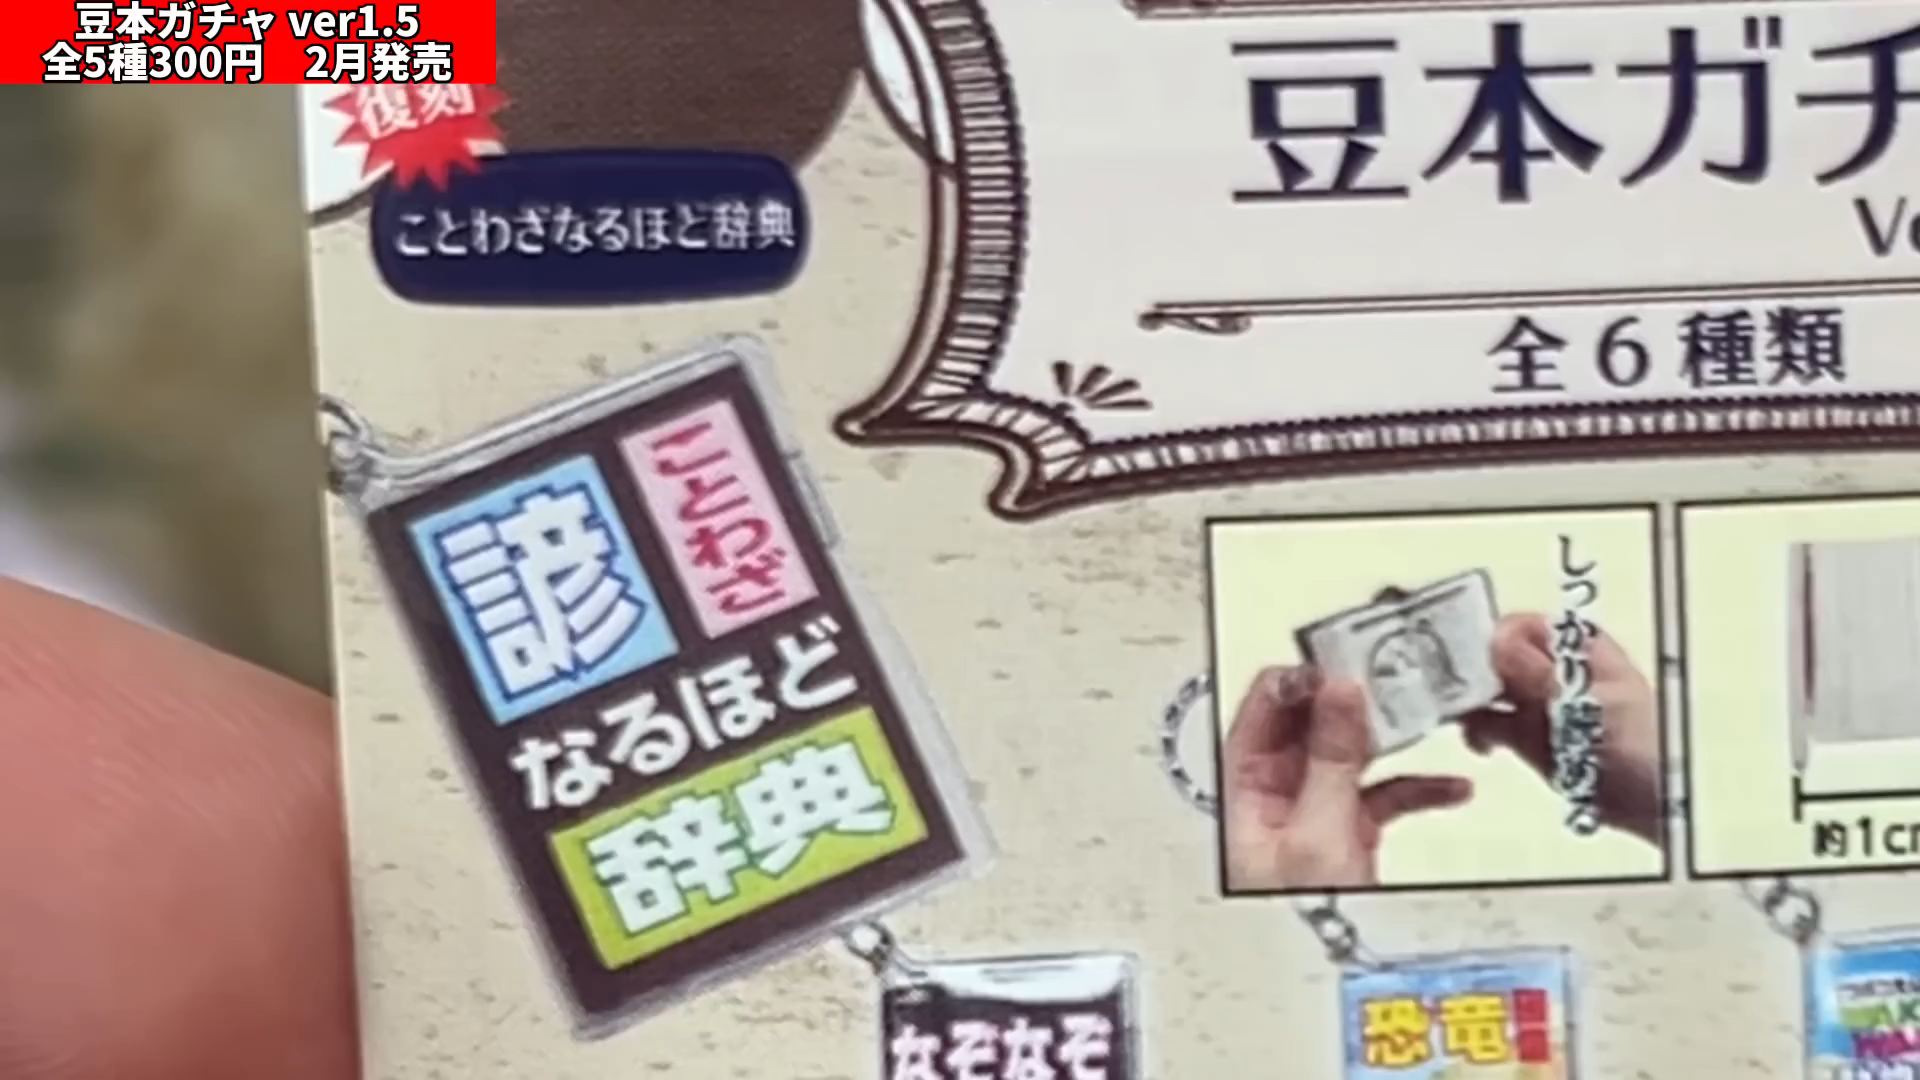 豆本ガチャ ver1.5
全5種300円　2月発売
復刻
ことわざなるほど辞典
豆本ガチ
全6種類
ことわざ
諺
なるほど
辞典
しっかり読める
約1c
なぞなぞ
恐竜